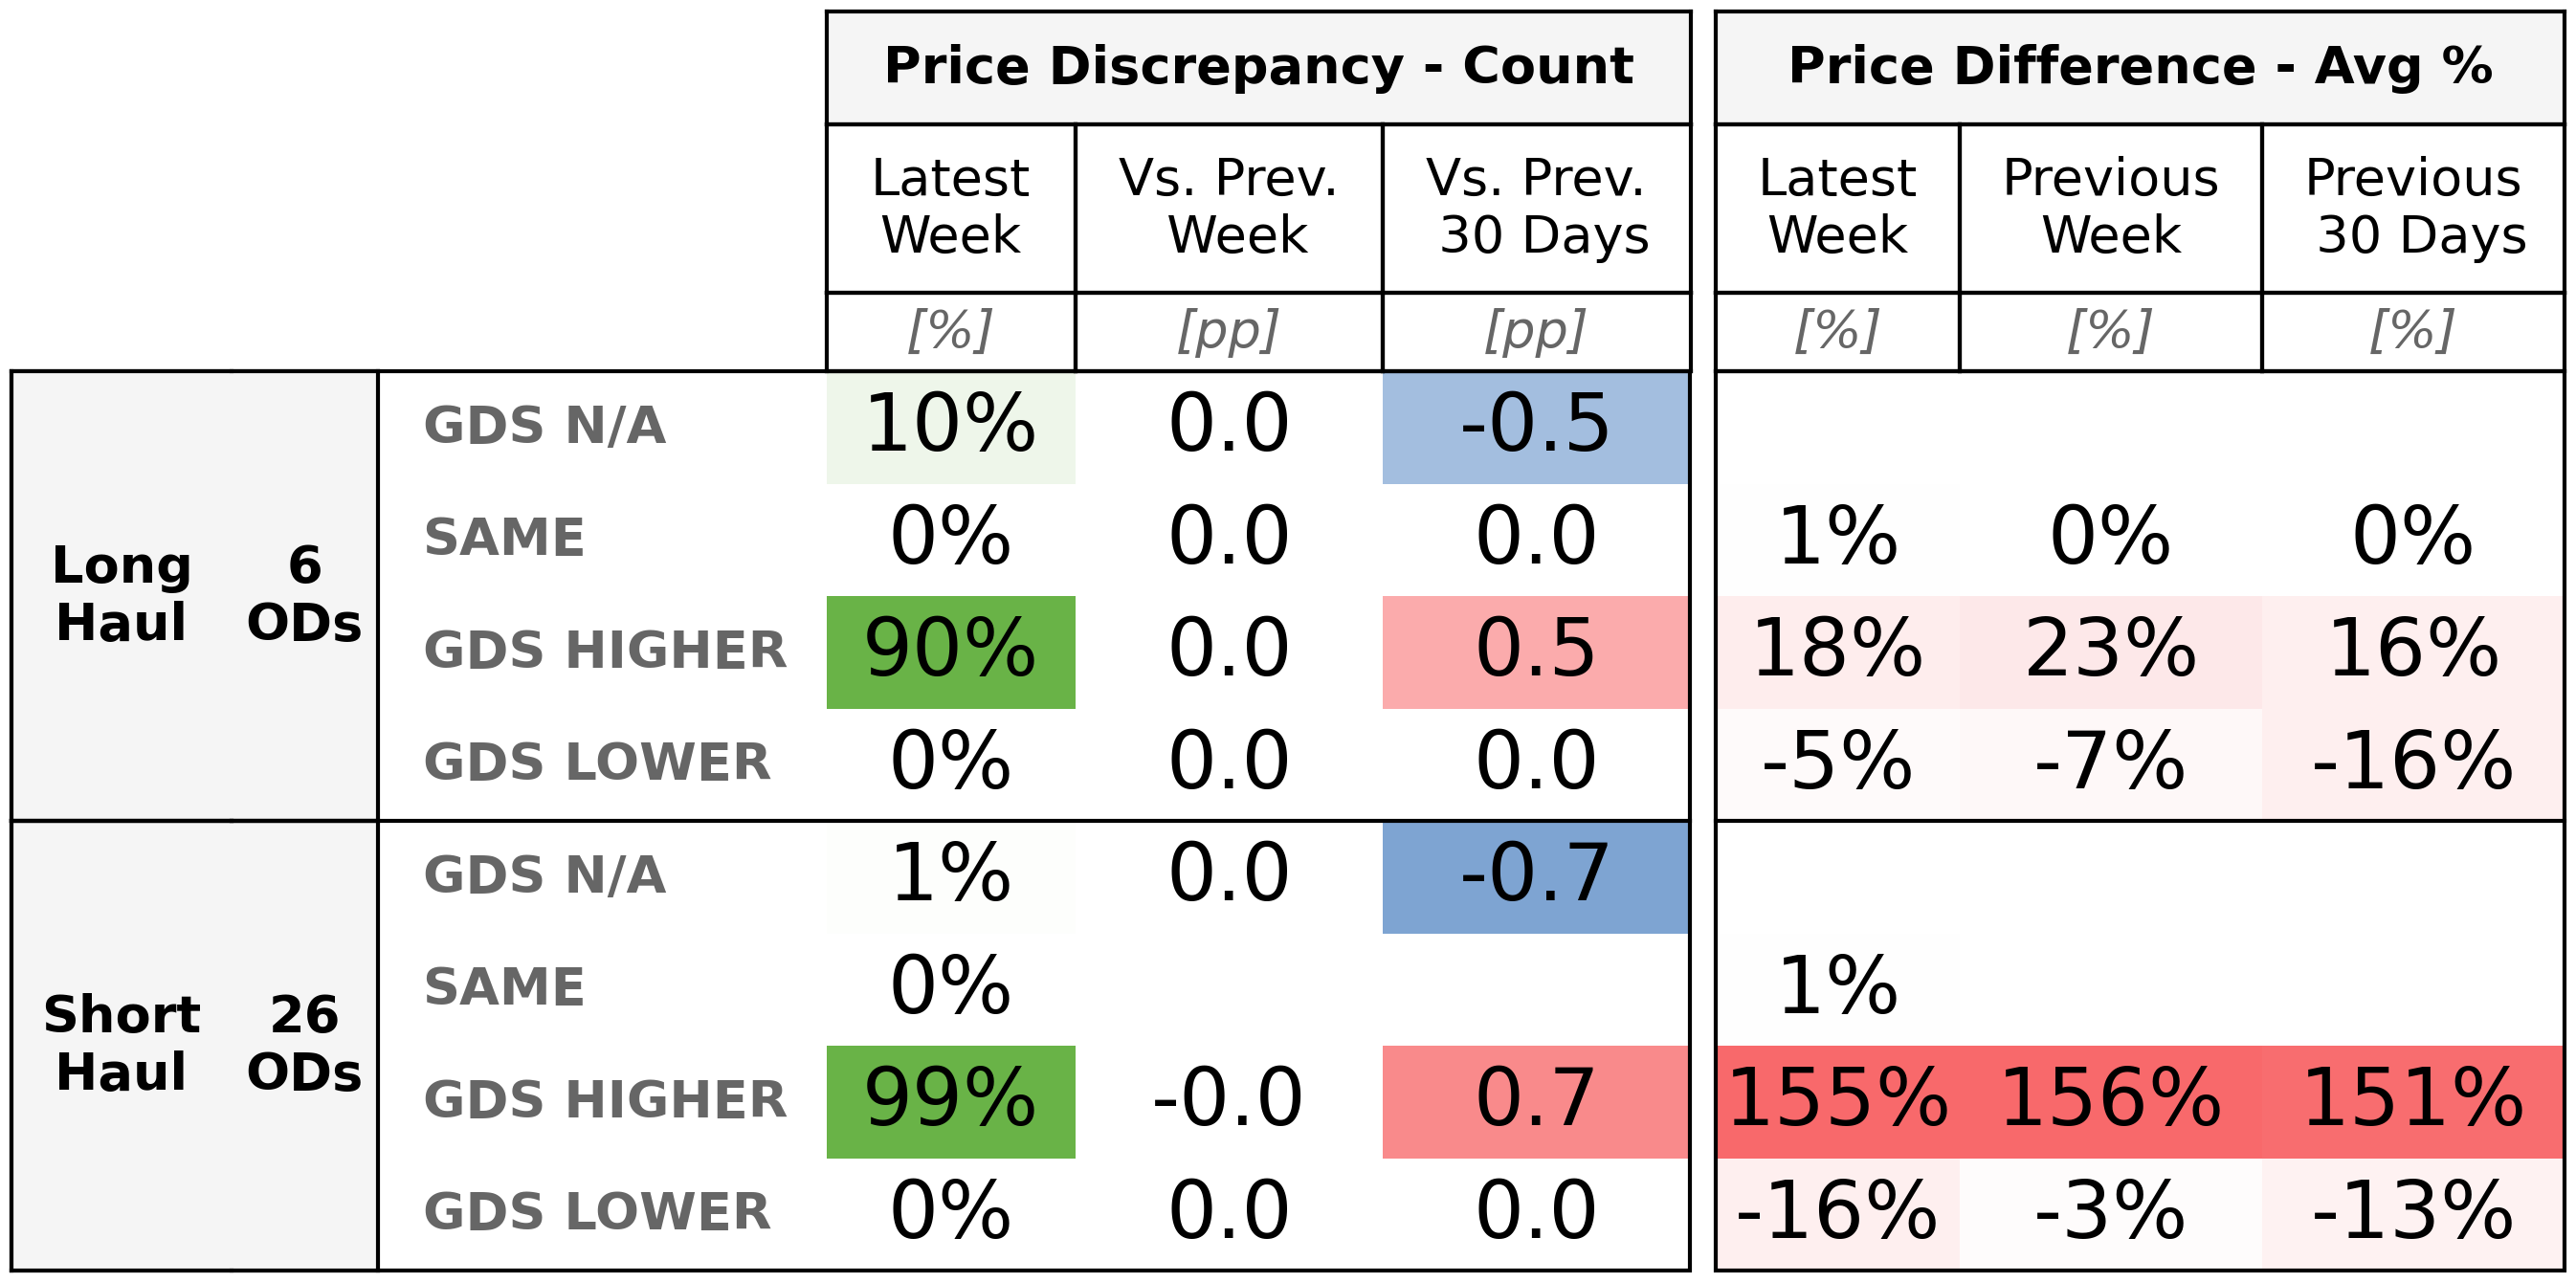 Price Discrepancy - Count Price Difference - Avg %
Latest Week Vs. Prev. Week Vs. Prev. 30 Days Latest Week Previous Week Previous 30 Days
[%] [pp] [pp] [%] [%] [%]
Long Haul 6 ODs
GDS N/A 10% 0.0 -0.5
SAME 0% 0.0 0.0 1% 0% 0%
GDS HIGHER 90% 0.0 0.5 18% 23% 16%
GDS LOWER 0% 0.0 0.0 -5% -7% -16%
Short Haul 26 ODs
GDS N/A 1% 0.0 -0.7
SAME 0% 1%
GDS HIGHER 99% -0.0 0.7 155% 156% 151%
GDS LOWER 0% 0.0 0.0 -16% -3% -13%